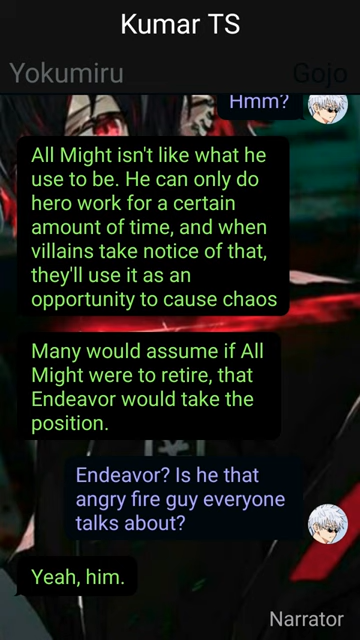 Kumar TS
Yokumiru
Gojo
Hmm?
All Might isn't like what he
use to be. He can only do
hero work for a certain
amount of time, and when
villains take notice of that,
they'll use it as an
opportunity to cause chaos
Many would assume if All
Might were to retire, that
Endeavor would take the
position.
Endeavor? Is he that
angry fire guy everyone
talks about?
Yeah, him.
Narrator